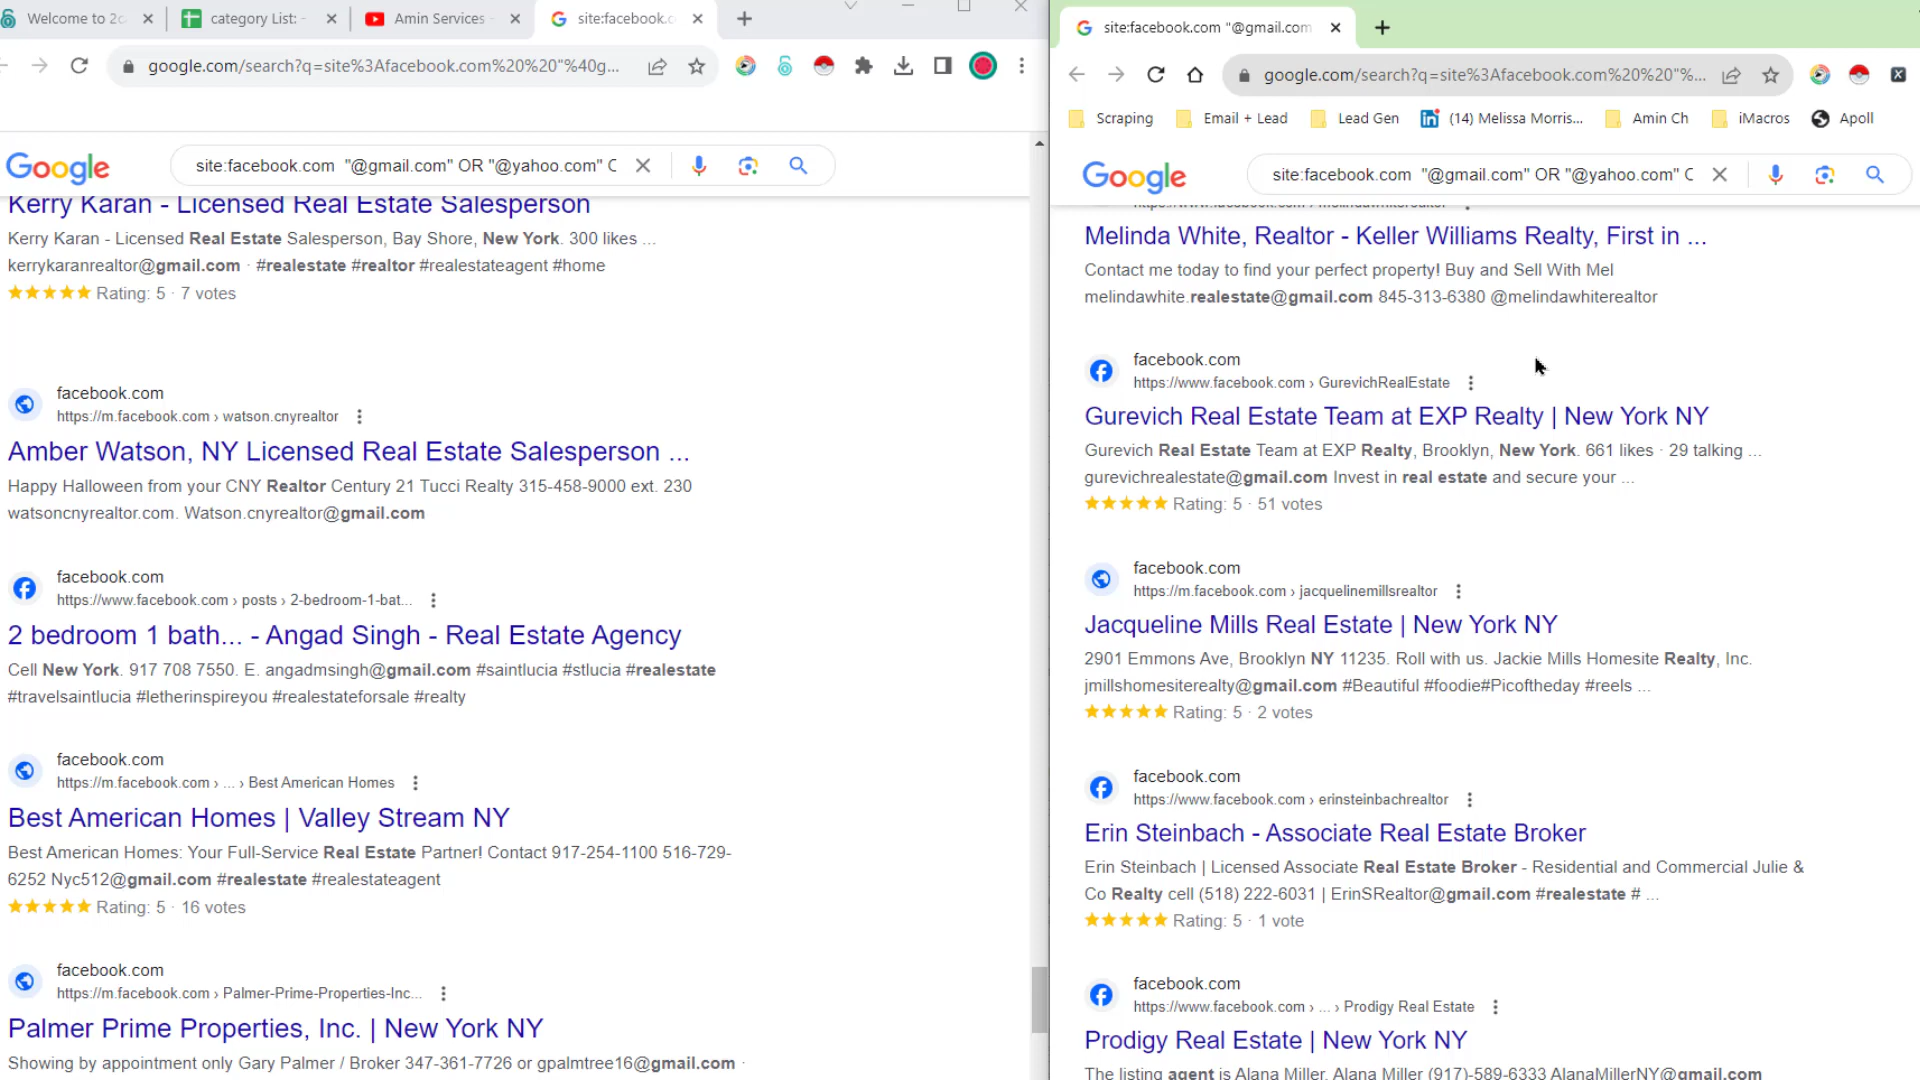 Welcome to 2c
category List: -
Amin Services -
site:facebook.c
google.com/search?q=site%3Afacebook.com%20%20"%40g...
Google
site:facebook.com "@gmail.com" OR "@yahoo.com" C
Kerry Karan - Licensed Real Estate Salesperson
Kerry Karan - Licensed Real Estate Salesperson, Bay Shore, New York. 300 likes ...
kerrykaranrealtor@gmail.com · #realestate #realtor #realestateagent #home
Rating: 5 · 7 votes
facebook.com
https://m.facebook.com › watson.cnyrealtor
Amber Watson, NY Licensed Real Estate Salesperson ...
Happy Halloween from your CNY Realtor Century 21 Tucci Realty 315-458-9000 ext. 230
watsoncnyrealtor.com. Watson.cnyrealtor@gmail.com
facebook.com
https://www.facebook.com › posts › 2-bedroom-1-bat...
2 bedroom 1 bath... - Angad Singh - Real Estate Agency
Cell New York. 917 708 7550. E. angadmsingh@gmail.com #saintlucia #stlucia #realestate
#travelsaintlucia #letherinspireyou #realestateforsale #realty
facebook.com
https://m.facebook.com › ... › Best American Homes
Best American Homes | Valley Stream NY
Best American Homes: Your Full-Service Real Estate Partner! Contact 917-254-1100 516-729-
6252 Nyc512@gmail.com #realestate #realestateagent
Rating: 5 · 16 votes
facebook.com
https://m.facebook.com › Palmer-Prime-Properties-Inc...
Palmer Prime Properties, Inc. | New York NY
Showing by appointment only Gary Palmer / Broker 347-361-7726 or gpalmtree16@gmail.com ·
site:facebook.com "@gmail.com
google.com/search?q=site%3Afacebook.com%20%20"%...
Scraping
Email + Lead
Lead Gen
(14) Melissa Morris...
Amin Ch
iMacros
Apoll
Google
site:facebook.com "@gmail.com" OR "@yahoo.com" C
Melinda White, Realtor - Keller Williams Realty, First in ...
Contact me today to find your perfect property! Buy and Sell With Mel
melindawhite.realestate@gmail.com 845-313-6380 @melindawhiterealtor
facebook.com
https://www.facebook.com › GurevichRealEstate
Gurevich Real Estate Team at EXP Realty | New York NY
Gurevich Real Estate Team at EXP Realty, Brooklyn, New York. 661 likes · 29 talking ...
gurevichrealestate@gmail.com Invest in real estate and secure your ...
Rating: 5 · 51 votes
facebook.com
https://m.facebook.com › jacquelinemillsrealtor
Jacqueline Mills Real Estate | New York NY
2901 Emmons Ave, Brooklyn NY 11235. Roll with us. Jackie Mills Homesite Realty, Inc.
jmillshomesiterealty@gmail.com #Beautiful #foodie#Picoftheday #reels ...
Rating: 5 · 2 votes
facebook.com
https://www.facebook.com › erinsteinbachrealtor
Erin Steinbach - Associate Real Estate Broker
Erin Steinbach | Licensed Associate Real Estate Broker - Residential and Commercial Julie &
Co Realty cell (518) 222-6031 | ErinSRealtor@gmail.com #realestate # ...
Rating: 5 · 1 vote
facebook.com
https://www.facebook.com › ... › Prodigy Real Estate
Prodigy Real Estate | New York NY
The listing agent is Alana Miller. Alana Miller (917)-589-6333 AlanaMillerNY@gmail.com